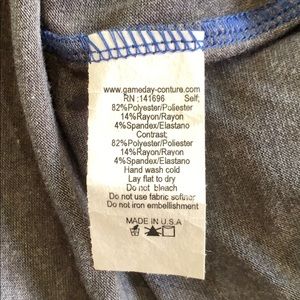 www.gameday-conture.com
RN :141696 Self;
82%Polyester/Poliester
14%Rayon/Rayon
4%Spandex/Elastano
Contrast;
82%Polyester/Poliester
14%Rayon/Rayon
4%Spandex/Elastano
Hand wash cold
Lay flat to dry
Do not bleach
Do not use fabric softner
Do not iron embellishment
MADE IN U.S.A